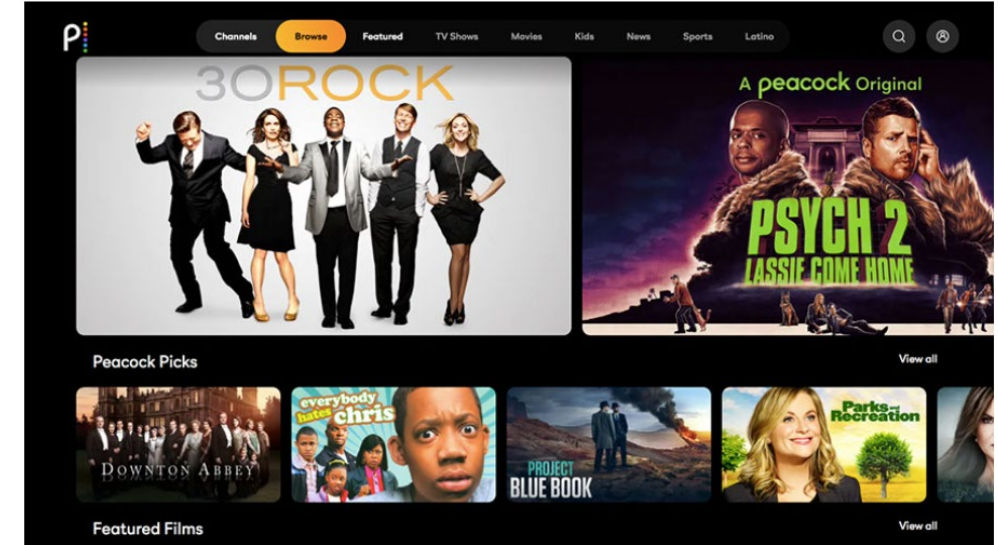 P
Channels Browse Featured TV Shows Movies Kids News Sports Latino
30ROCK
A peacock Original
PSYCH 2
LASSIE COME HOME
Peacock Picks View all
DOWNTON ABBEY
everybody
hates chris
PROJECT
BLUE BOOK
Parks and
Recreation
Featured Films View all